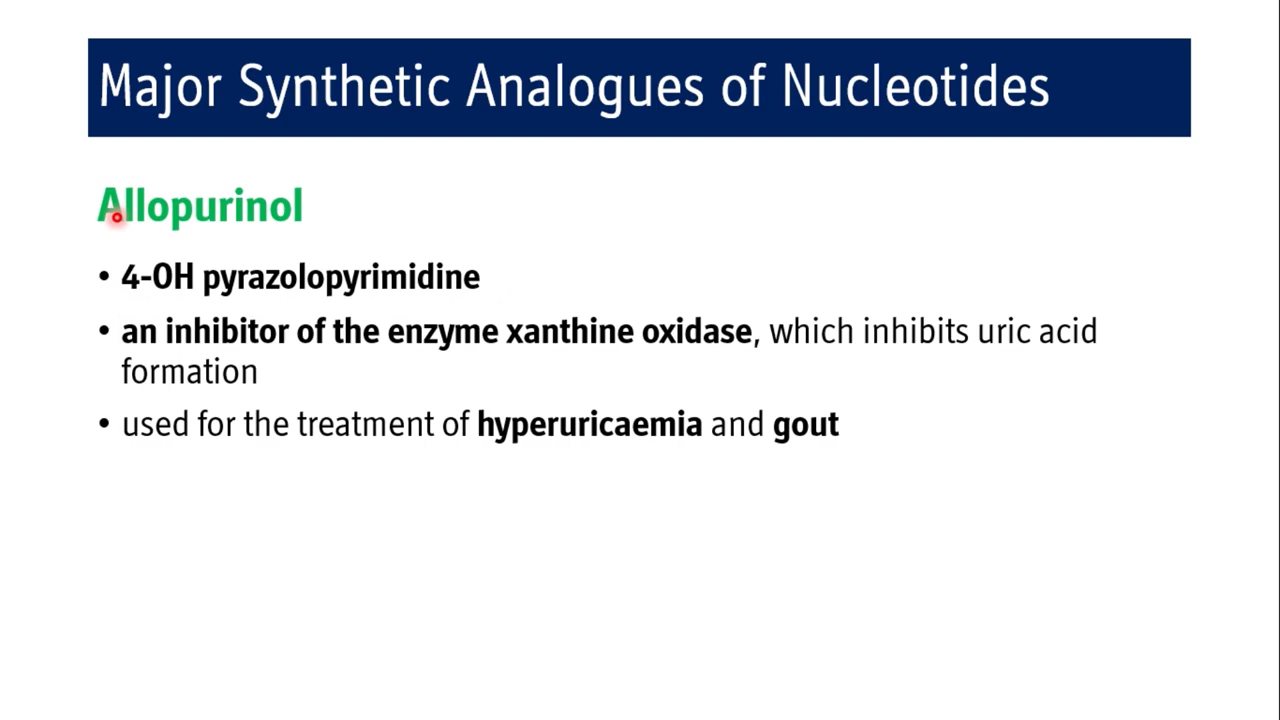 Major Synthetic Analogues of Nucleotides
Allopurinol
• 4-OH pyrazolopyrimidine
• an inhibitor of the enzyme xanthine oxidase, which inhibits uric acid
formation
• used for the treatment of hyperuricaemia and gout